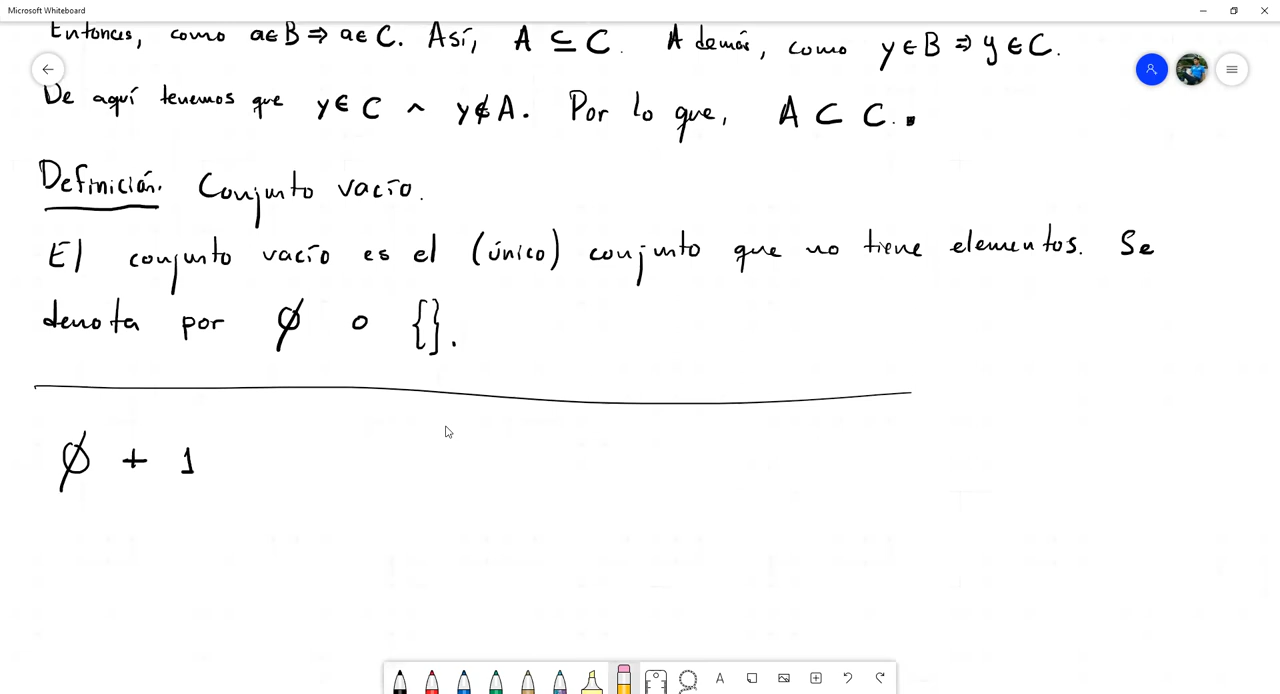 Microsoft Whiteboard
Entonces, como a∈B ⇒ a∈C. Así, A ⊆ C. Además, como y∈B ⇒ y∈C.
De aquí tenemos que y∈C ^ y∉A. Por lo que, A ⊂ C. ▪
Definición. Conjunto vacío.
El conjunto vacío es el (único) conjunto que no tiene elementos. Se
denota por ∅ o {}.
∅ + 1
A